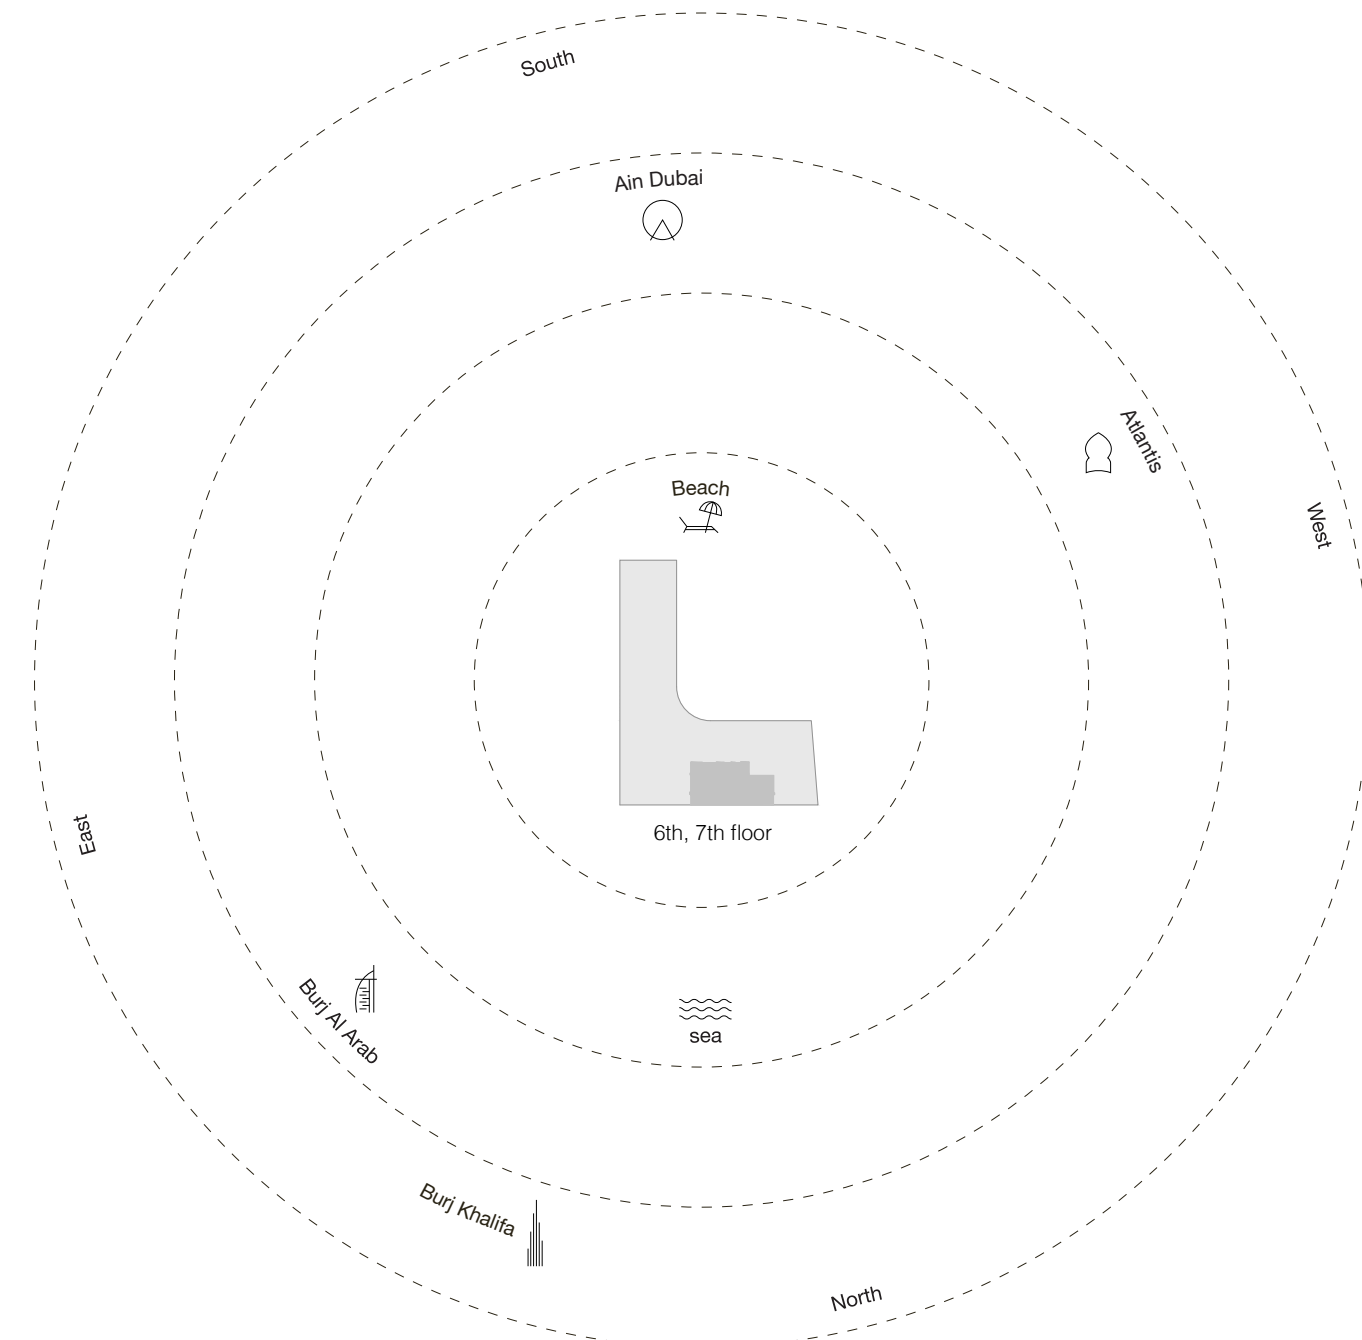 South
Ain Dubai
Atlantis
Beach
West
East
6th, 7th floor
Burj Al Arab
sea
Burj Khalifa
North